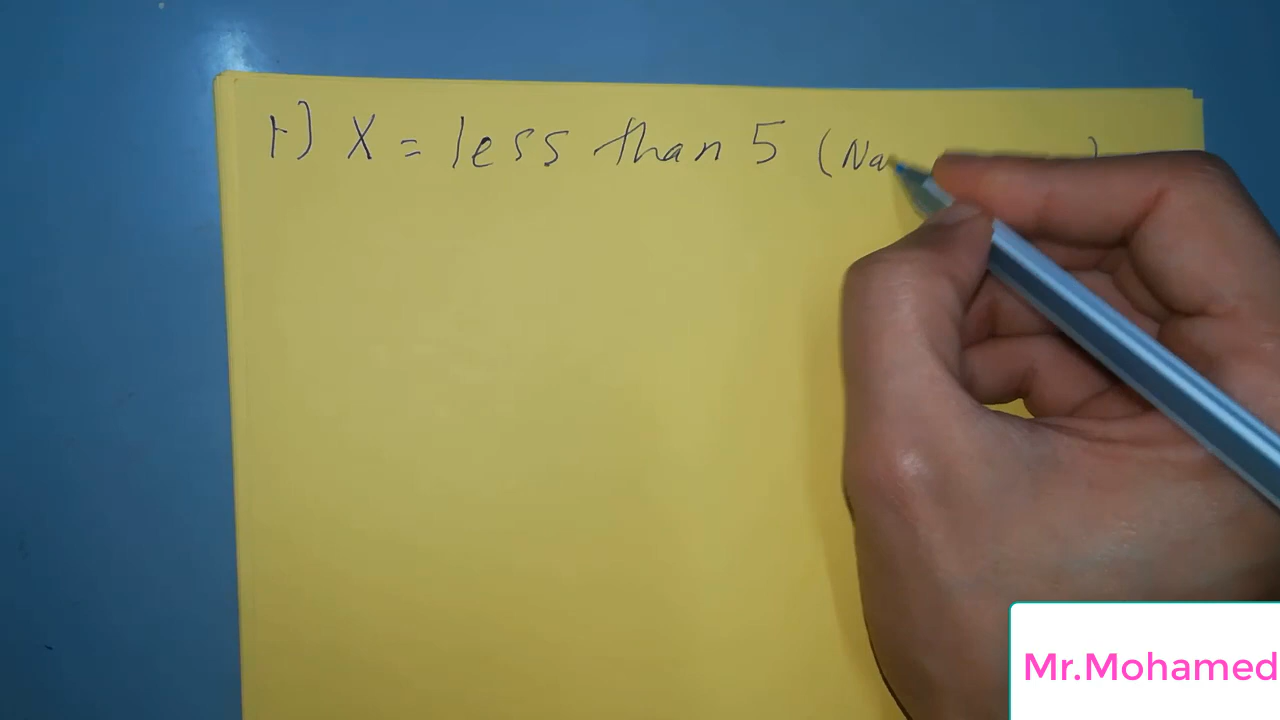 1) X = less than 5 (Na )
Mr.Mohamed